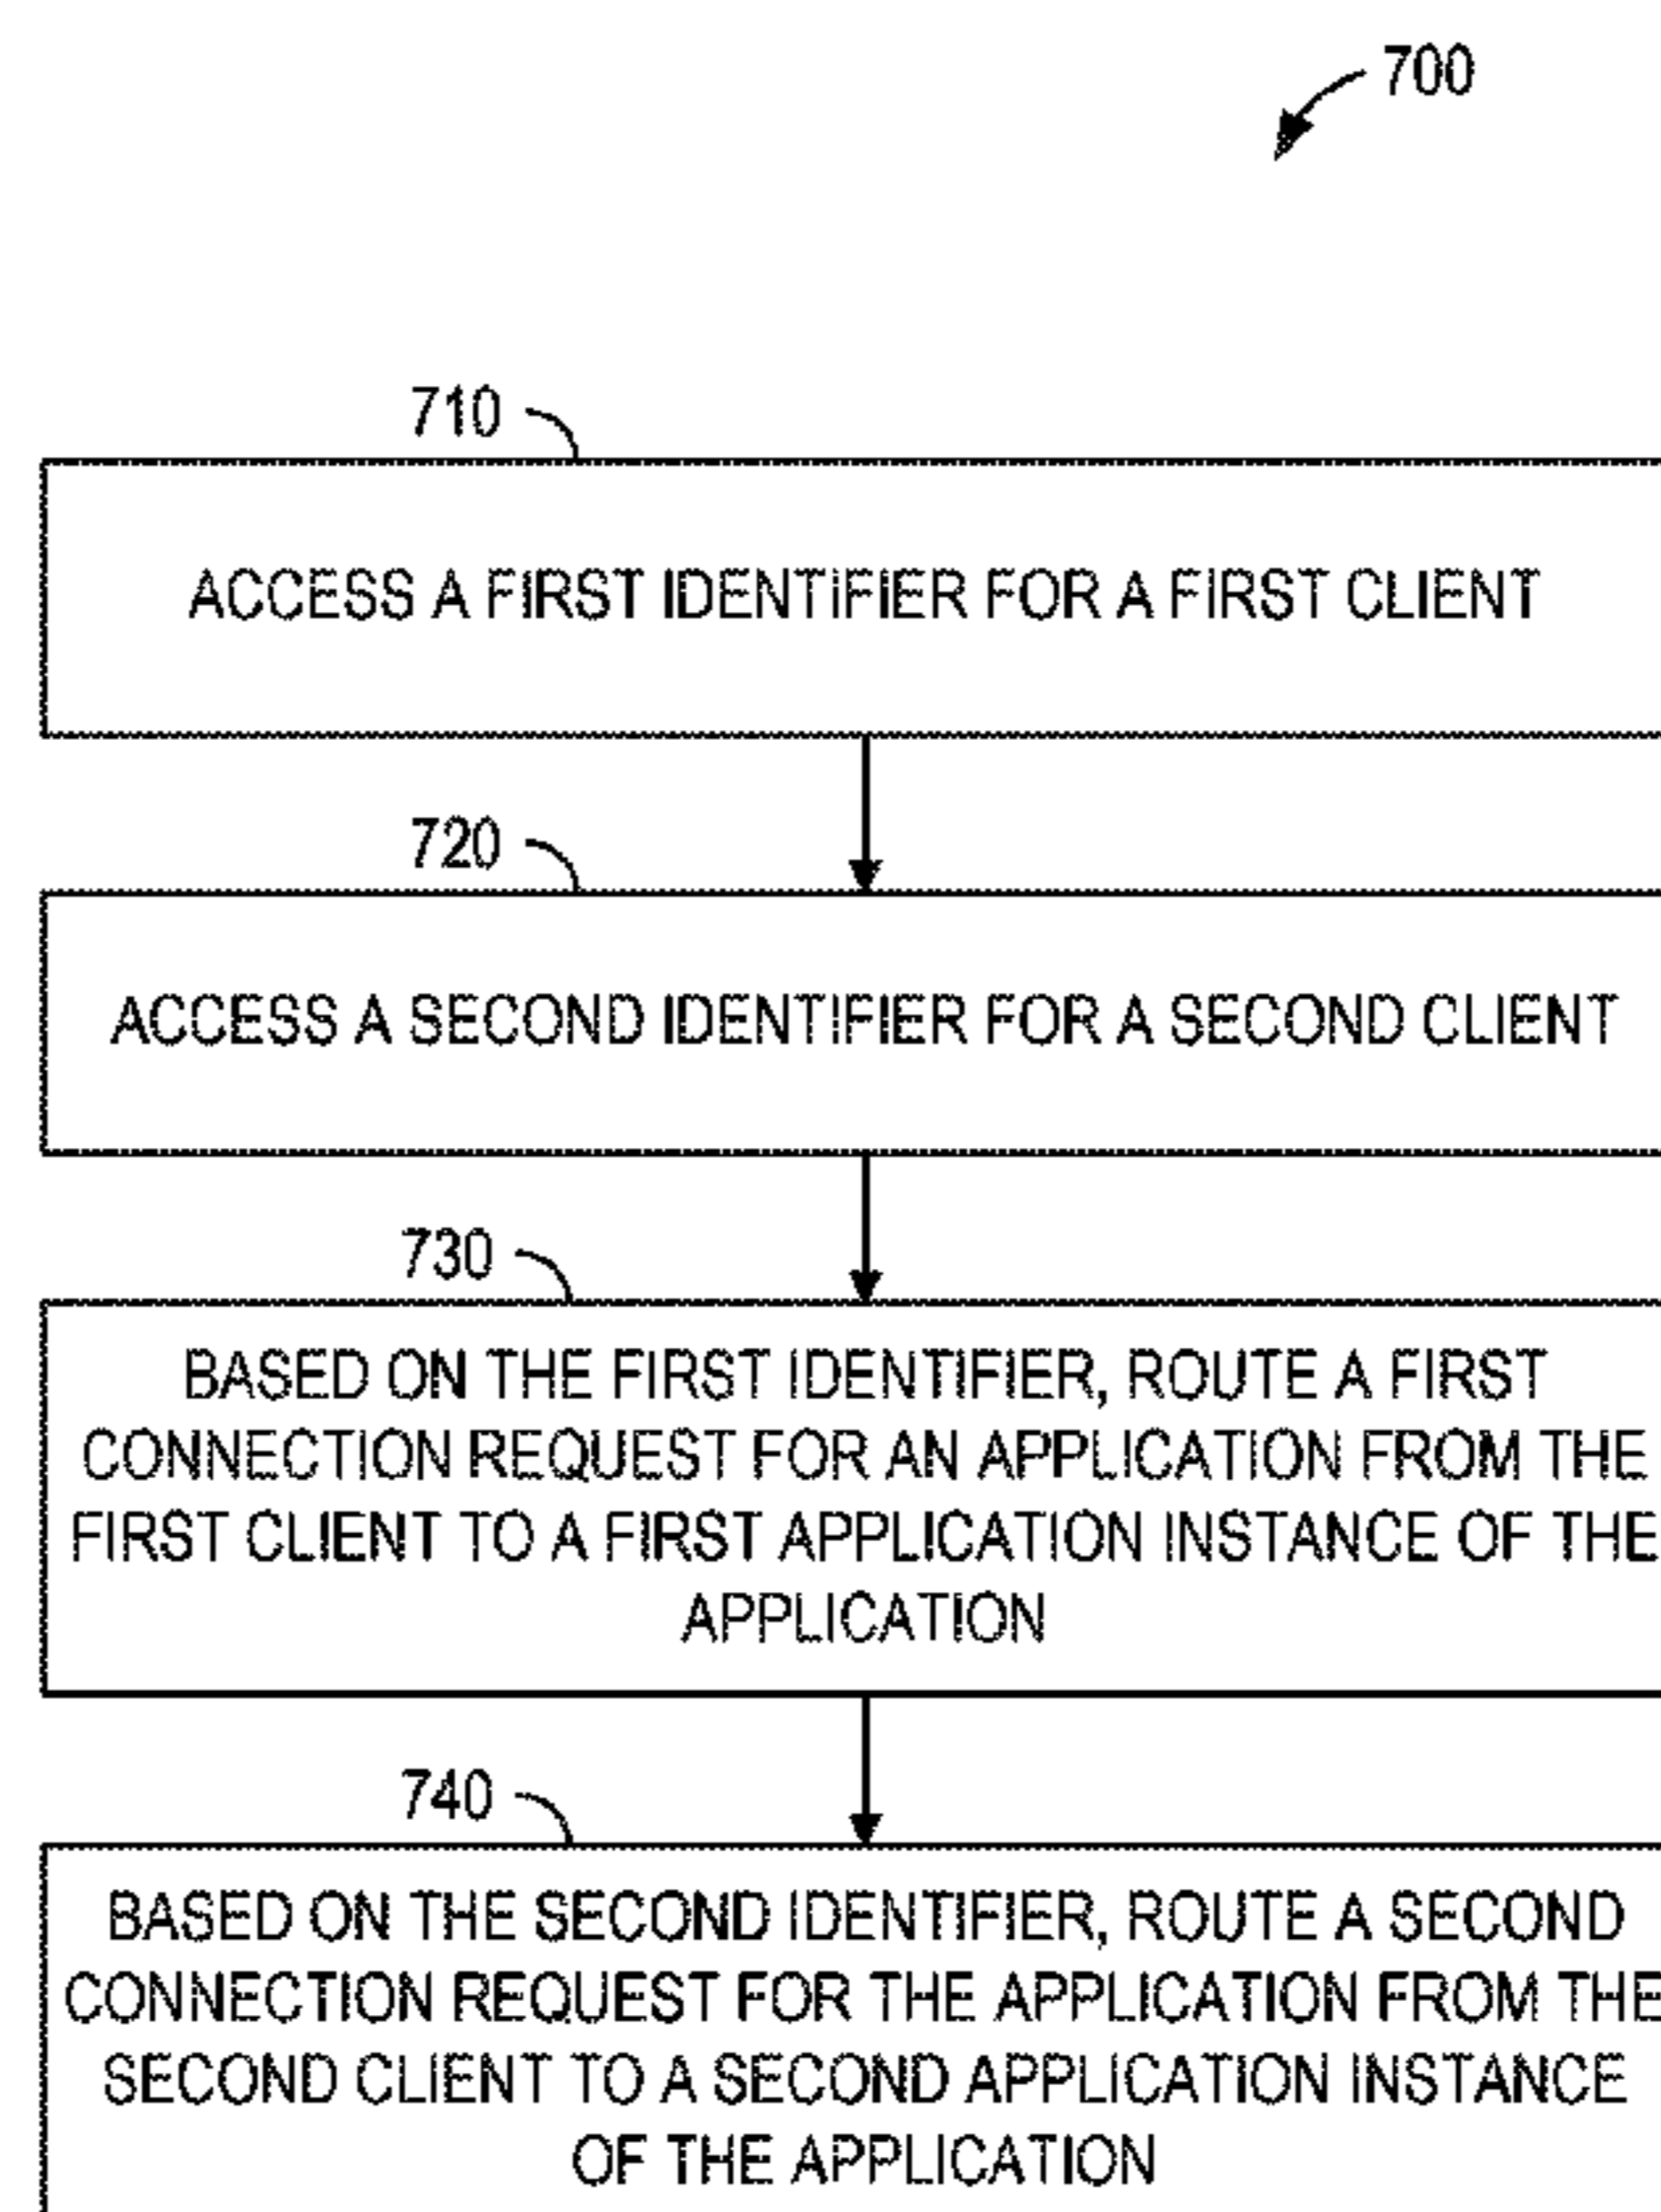 700
710
ACCESS A FIRST IDENTIFIER FOR A FIRST CLIENT
720
ACCESS A SECOND IDENTIFIER FOR A SECOND CLIENT
730
BASED ON THE FIRST IDENTIFIER, ROUTE A FIRST
CONNECTION REQUEST FOR AN APPLICATION FROM THE
FIRST CLIENT TO A FIRST APPLICATION INSTANCE OF THE
APPLICATION
740
BASED ON THE SECOND IDENTIFIER, ROUTE A SECOND
CONNECTION REQUEST FOR THE APPLICATION FROM THE
SECOND CLIENT TO A SECOND APPLICATION INSTANCE
OF THE APPLICATION